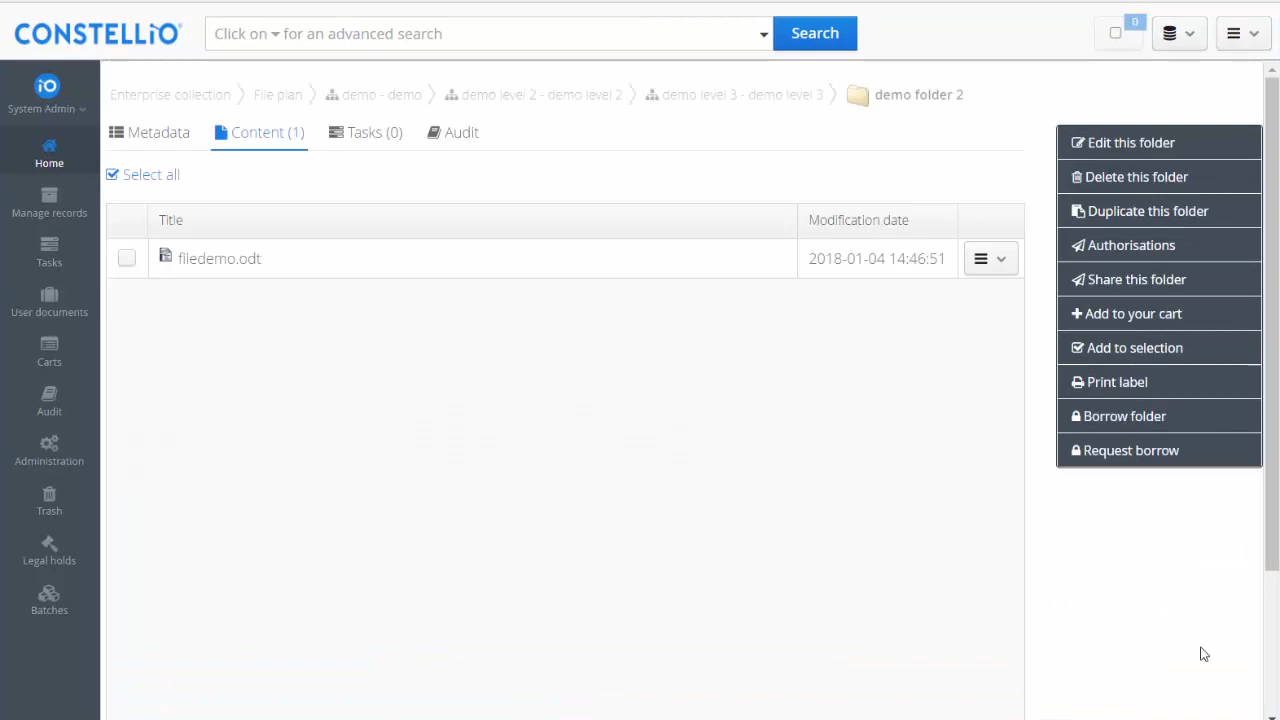 CONSTELLiO
Click on for an advanced search
Search
0
iO
System Admin
Home
Manage records
Tasks
User documents
Carts
Audit
Administration
Trash
Legal holds
Batches
Enterprise collection File plan demo - demo demo level 2 - demo level 2 demo level 3 - demo level 3 demo folder 2
Metadata Content (1) Tasks (0) Audit
Select all
Title Modification date
filedemo.odt 2018-01-04 14:46:51
Edit this folder
Delete this folder
Duplicate this folder
Authorisations
Share this folder
Add to your cart
Add to selection
Print label
Borrow folder
Request borrow